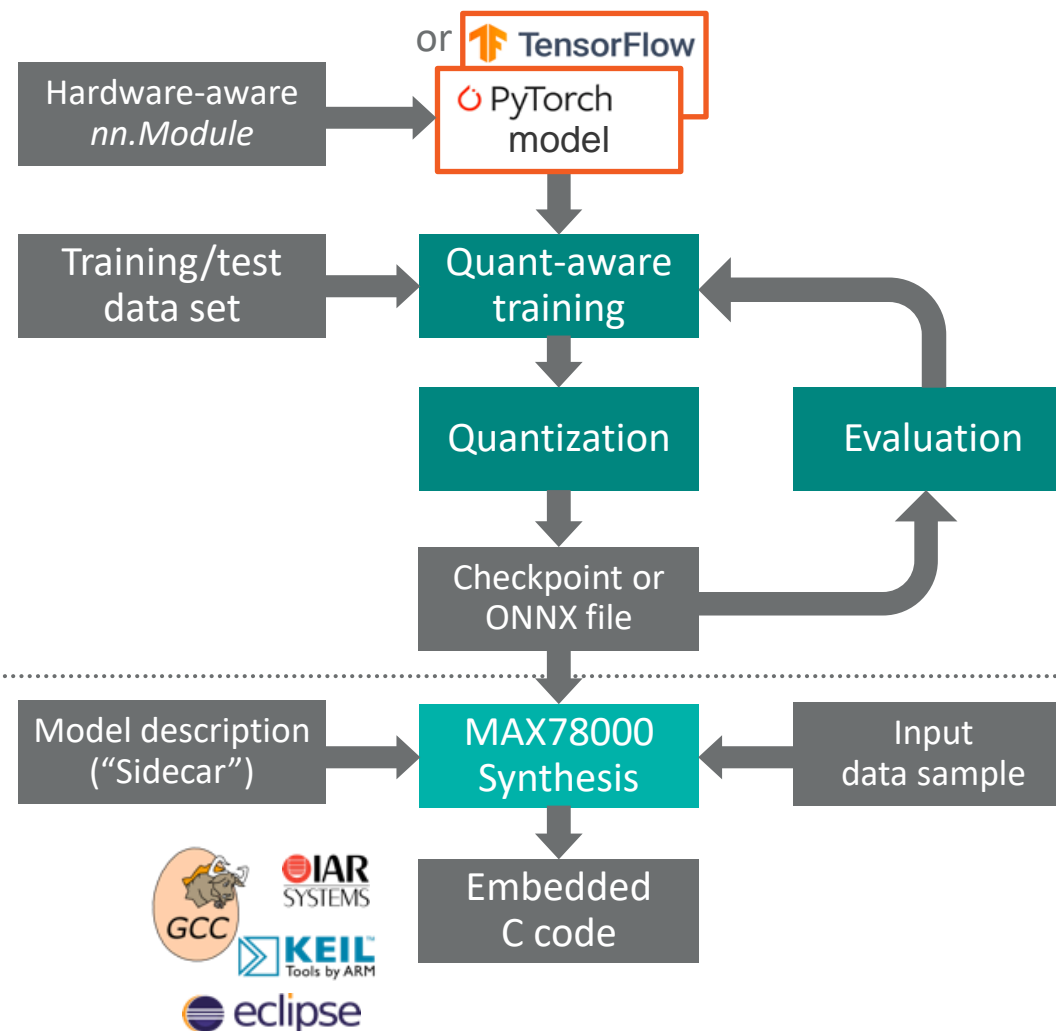 or
TensorFlow
Hardware-aware
nn.Module
PyTorch
model
Training/test
data set
Quant-aware
training
Quantization
Evaluation
Checkpoint or
ONNX file
Model description
(“Sidecar”)
MAX78000
Synthesis
Input
data sample
Embedded
C code
GCC
IAR
SYSTEMS
KEIL™
Tools by ARM
eclipse